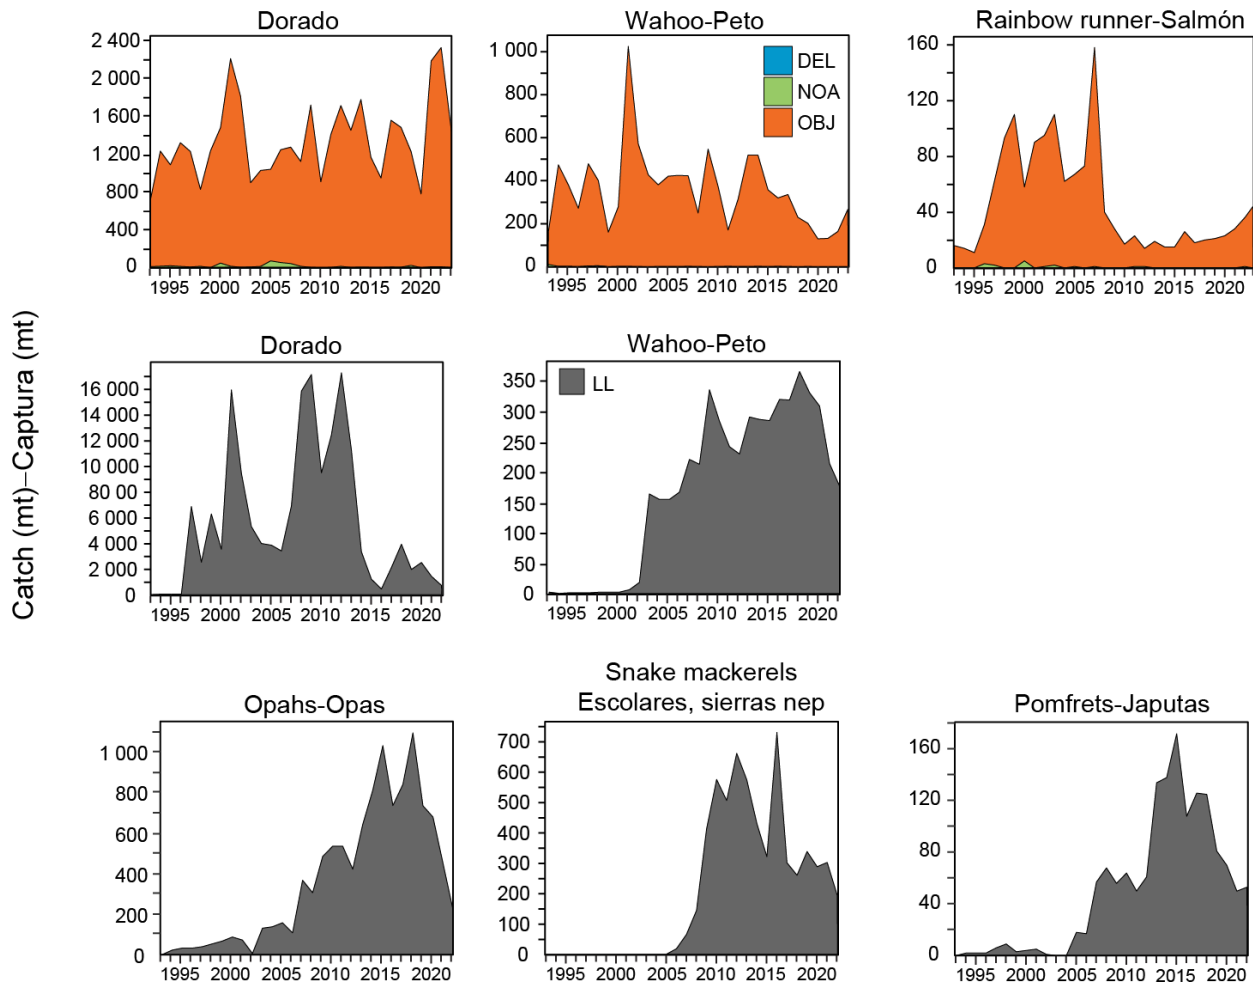 Dorado
Wahoo-Peto
Rainbow runner-Salmón
2 400
2 000
1 600
1 200
800
400
0
1995 2000 2005 2010 2015 2020
1 000
800
600
400
200
0
DEL
NOA
OBJ
1995 2000 2005 2010 2015 2020
160
120
80
40
0
1995 2000 2005 2010 2015 2020
Catch (mt)–Captura (mt)
Dorado
Wahoo-Peto
16 000
14 000
12 000
10 000
8 0 00
6 000
4 000
2 000
0
1995 2000 2005 2010 2015 2020
350
300
250
200
150
100
50
0
LL
1995 2000 2005 2010 2015 2020
Opahs-Opas
Snake mackerels
Escolares, sierras nep
Pomfrets-Japutas
1 000
800
600
400
200
0
1995 2000 2005 2010 2015 2020
700
600
500
400
300
200
100
0
1995 2000 2005 2010 2015 2020
160
120
80
40
0
1995 2000 2005 2010 2015 2020